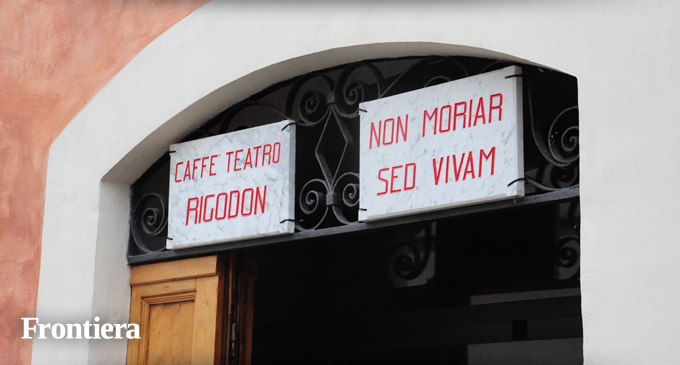 CAFFE' TEATRO
RIGODON
NON MORIAR
SED VIVAM
Frontiera